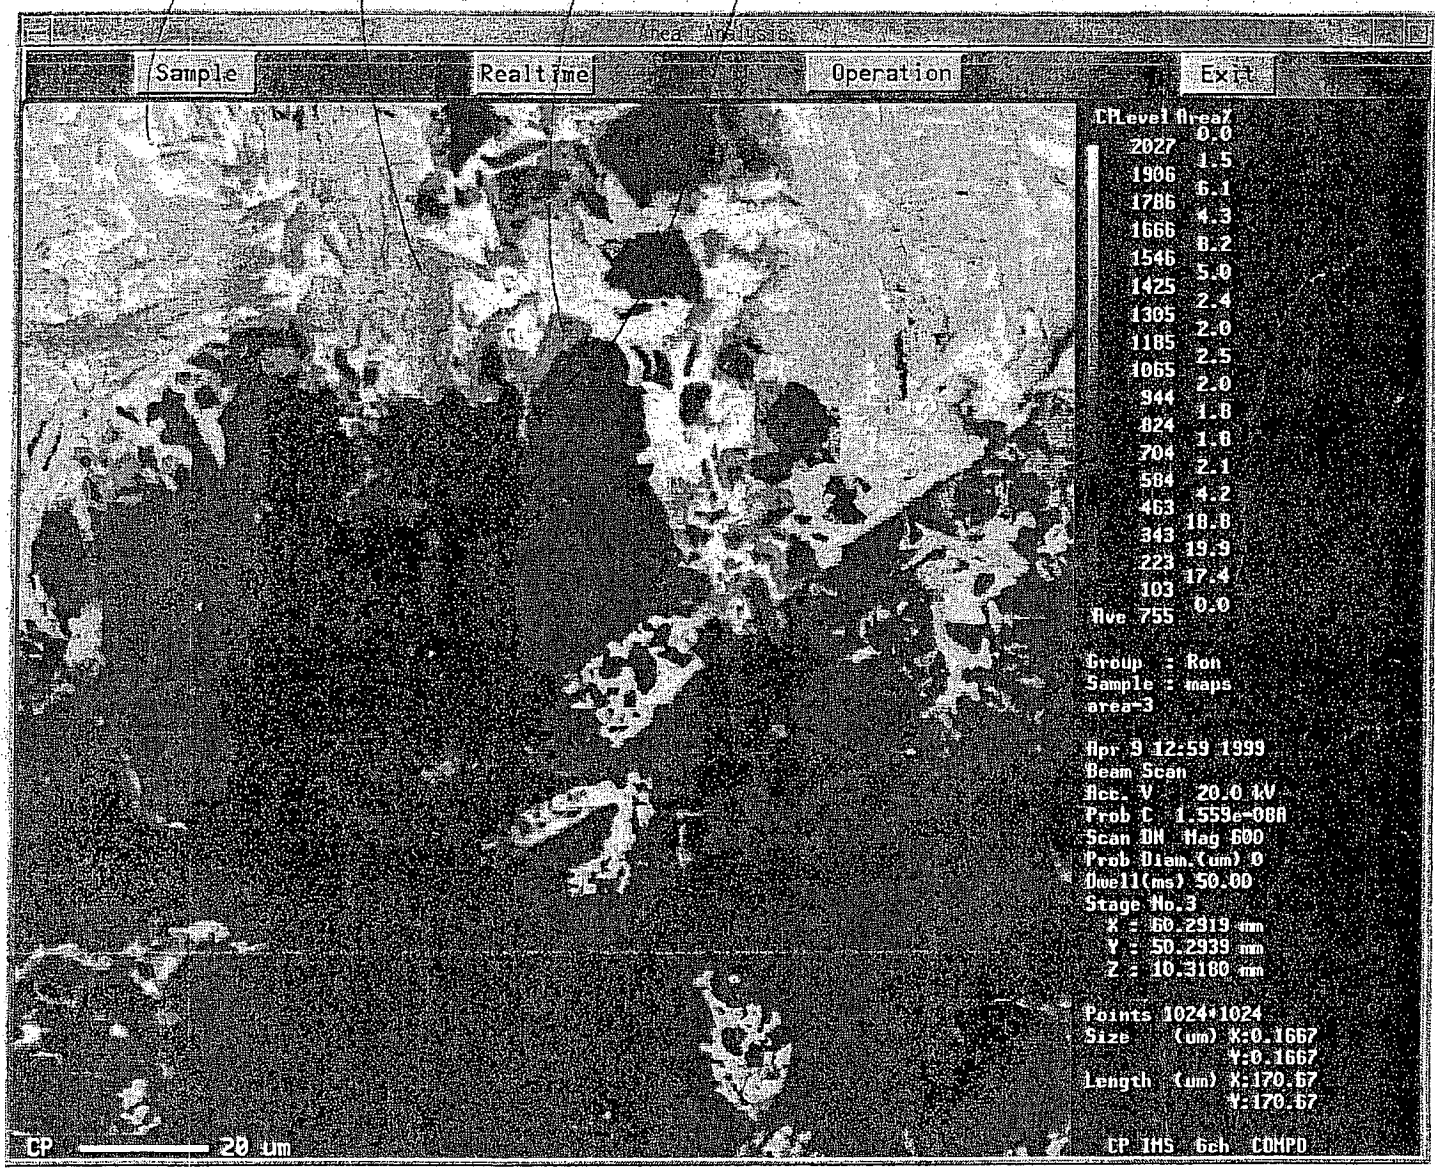 Area Analysis
Sample Realtime Operation Exit
CP Level Area%
0.0
2027
1.5
1906
6.1
1786
4.3
1666
8.2
1546
5.0
1425
2.4
1305
2.0
1185
2.5
1065
2.0
944
1.8
824
1.8
704
2.1
584
4.2
463
18.8
343
19.9
223
17.4
103
0.0
Ave 755
Group : Ron
Sample : maps
area-3
Apr 9 12:59 1999
Beam Scan
Acc. V 20.0 kV
Prob C 1.559e-08A
Scan ON Mag 600
Prob Diam.(um) 0
Dwell(ms) 50.00
Stage No.3
X : 60.2919 mm
Y : 50.2939 mm
Z : 10.3180 mm
Points 1024*1024
Size (um) X:0.1667
Y:0.1667
Length (um) X:170.67
Y:170.67
CP 20 um
CP IMS 6ch COMPO